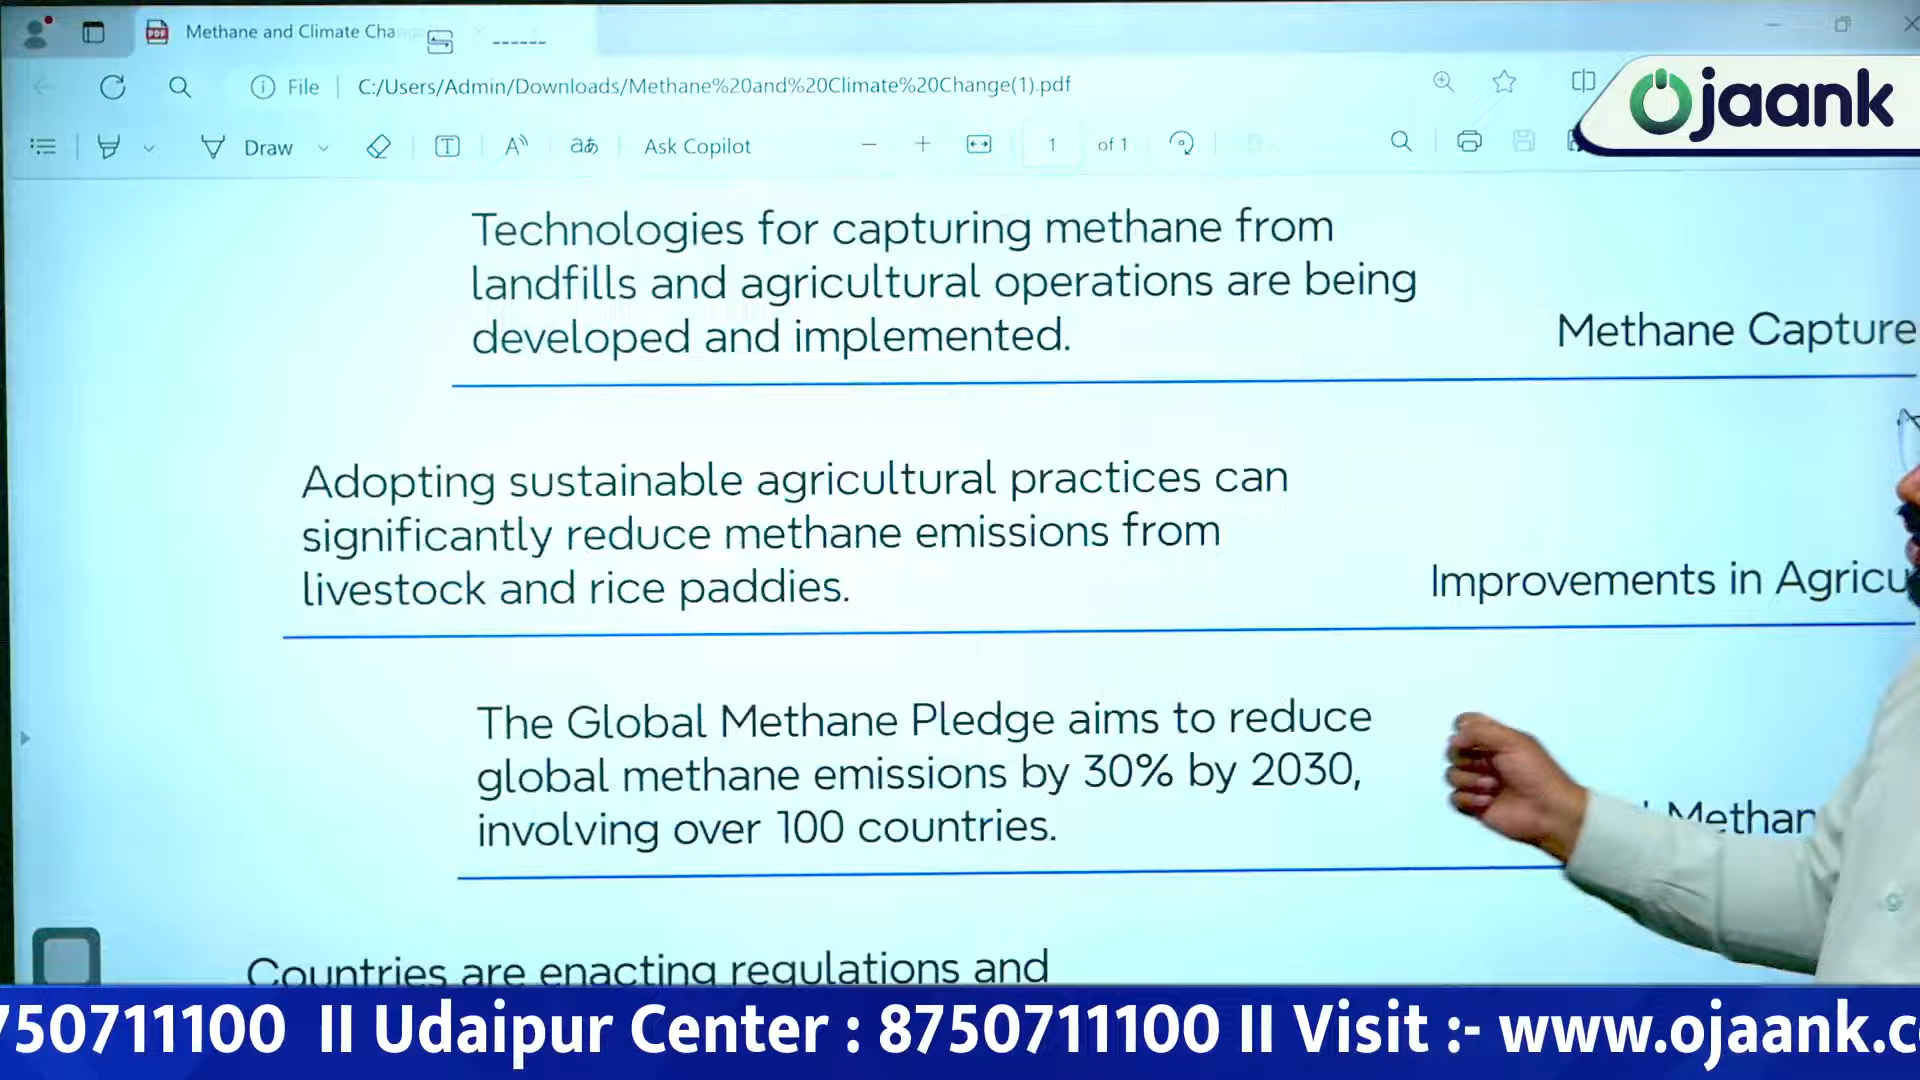 Methane and Climate Cha
File
C:/Users/Admin/Downloads/Methane%20and%20Climate%20Change(1).pdf
Ojaank
Draw
Ask Copilot
1 of 1
Technologies for capturing methane from
landfills and agricultural operations are being
developed and implemented.
Methane Capture
Adopting sustainable agricultural practices can
significantly reduce methane emissions from
livestock and rice paddies.
Improvements in Agricu
The Global Methane Pledge aims to reduce
global methane emissions by 30% by 2030,
involving over 100 countries.
Methan
Countries are enacting regulations and
750711100 II Udaipur Center : 8750711100 II Visit :- www.ojaank.c